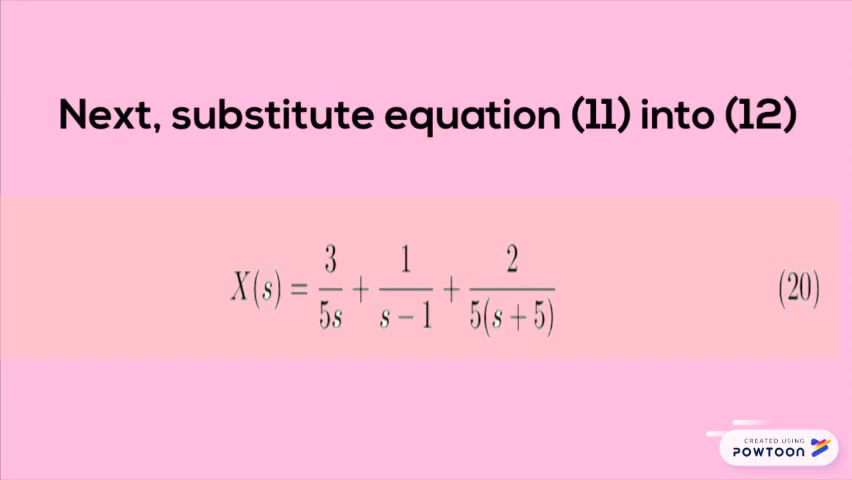 Next, substitute equation (11) into (12)
X(s) = 3/5s + 1/s − 1 + 2/5(s + 5) (20)
CREATED USING
POWTOON